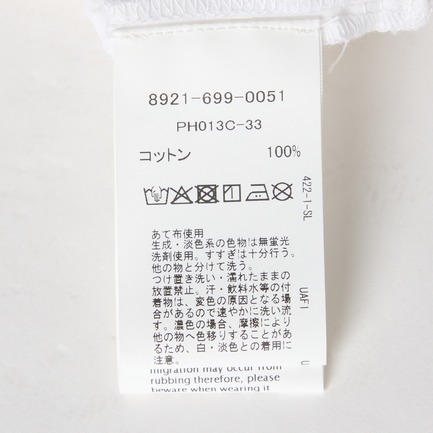 8921-699-0051
PH013C-33
コットン 100%
あて布使用
生成・淡色系の色物は無蛍光
洗剤使用。すすぎは十分行う。
他の物と分けて洗う。
つけ置き洗い・濡れたままの
放置禁止。汗・飲料水等の付
着物は、変色の原因となる場
合があるので速やかに洗い流
す。濃色の場合、摩擦により
他の物へ色移りすることがあ
るため、白・淡色との着用に
注意。
422-1-SL
UAFI
U
migration may occur from
rubbing therefore, please
beware when wearing it